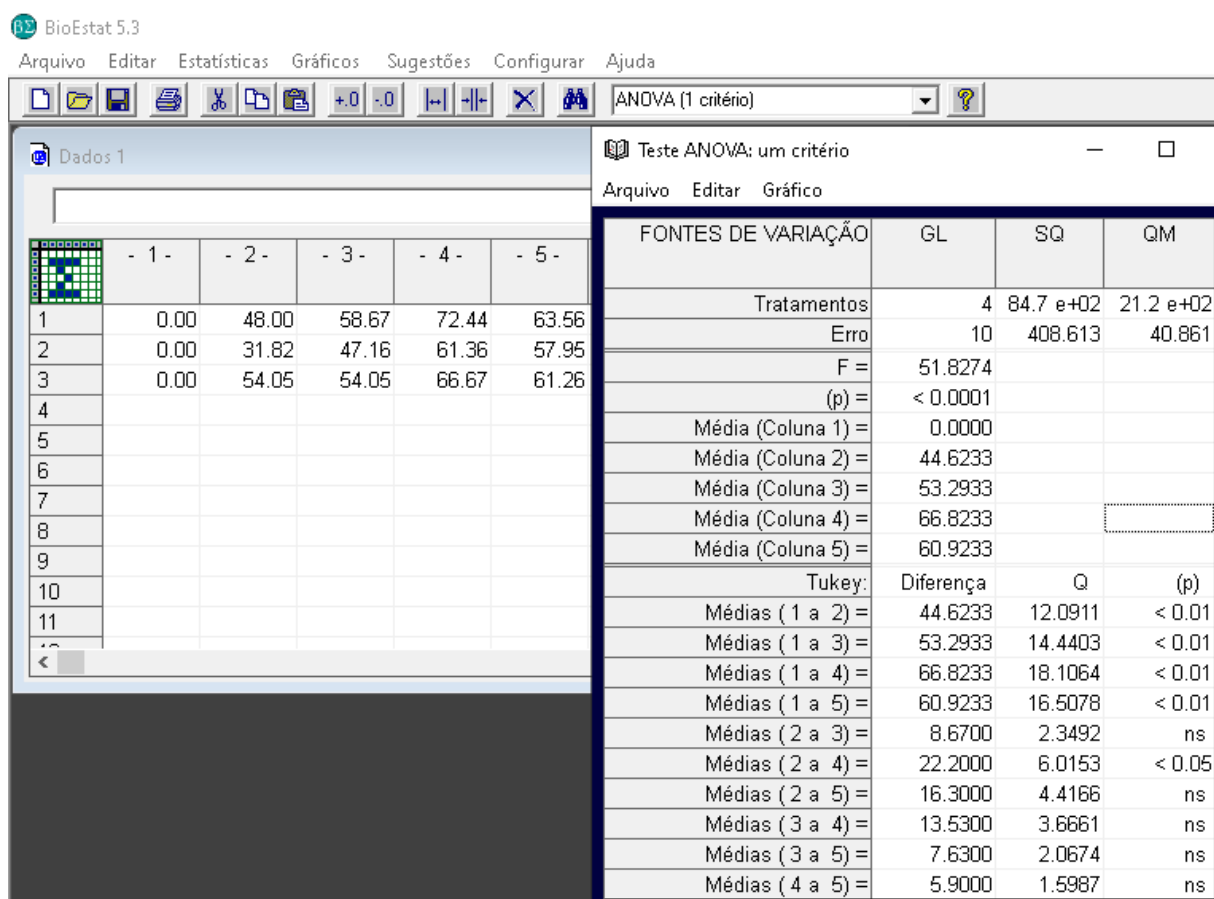 BioEstat 5.3
Arquivo Editar Estatísticas Gráficos Sugestões Configurar Ajuda
+.0 -.0 ANOVA (1 critério)
Dados 1
- 1 - - 2 - - 3 - - 4 - - 5 -
1 0.00 48.00 58.67 72.44 63.56
2 0.00 31.82 47.16 61.36 57.95
3 0.00 54.05 54.05 66.67 61.26
4
5
6
7
8
9
10
11
Teste ANOVA: um critério
Arquivo Editar Gráfico
FONTES DE VARIAÇÃO GL SQ QM
Tratamentos 4 84.7 e+02 21.2 e+02
Erro 10 408.613 40.861
F = 51.8274
(p) = < 0.0001
Média (Coluna 1) = 0.0000
Média (Coluna 2) = 44.6233
Média (Coluna 3) = 53.2933
Média (Coluna 4) = 66.8233
Média (Coluna 5) = 60.9233
Tukey: Diferença Q (p)
Médias ( 1 a 2) = 44.6233 12.0911 < 0.01
Médias ( 1 a 3) = 53.2933 14.4403 < 0.01
Médias ( 1 a 4) = 66.8233 18.1064 < 0.01
Médias ( 1 a 5) = 60.9233 16.5078 < 0.01
Médias ( 2 a 3) = 8.6700 2.3492 ns
Médias ( 2 a 4) = 22.2000 6.0153 < 0.05
Médias ( 2 a 5) = 16.3000 4.4166 ns
Médias ( 3 a 4) = 13.5300 3.6661 ns
Médias ( 3 a 5) = 7.6300 2.0674 ns
Médias ( 4 a 5) = 5.9000 1.5987 ns